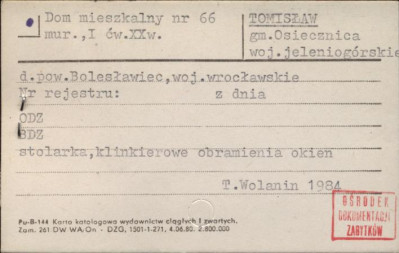 Dom mieszkalny nr 66
mur.,I ćw.XXw.
TOMISŁAW
gm.Osiecznica
woj.jeleniogórskie
d.pow.Bolesławiec,woj.wrocławskie
Nr rejestru: z dnia
ODZ
BDZ
stolarka,klinkierowe obramienia okien
T.Wolanin 1984
OŚRODEK
DOKUMENTACJI
ZABYTKÓW
Pu-B-144 Karta katalogowa wydawnictw ciągłych i zwartych.
Zam. 261 DW WA.On - DZG, 1501-1-271, 4.06.80. 2.800.000